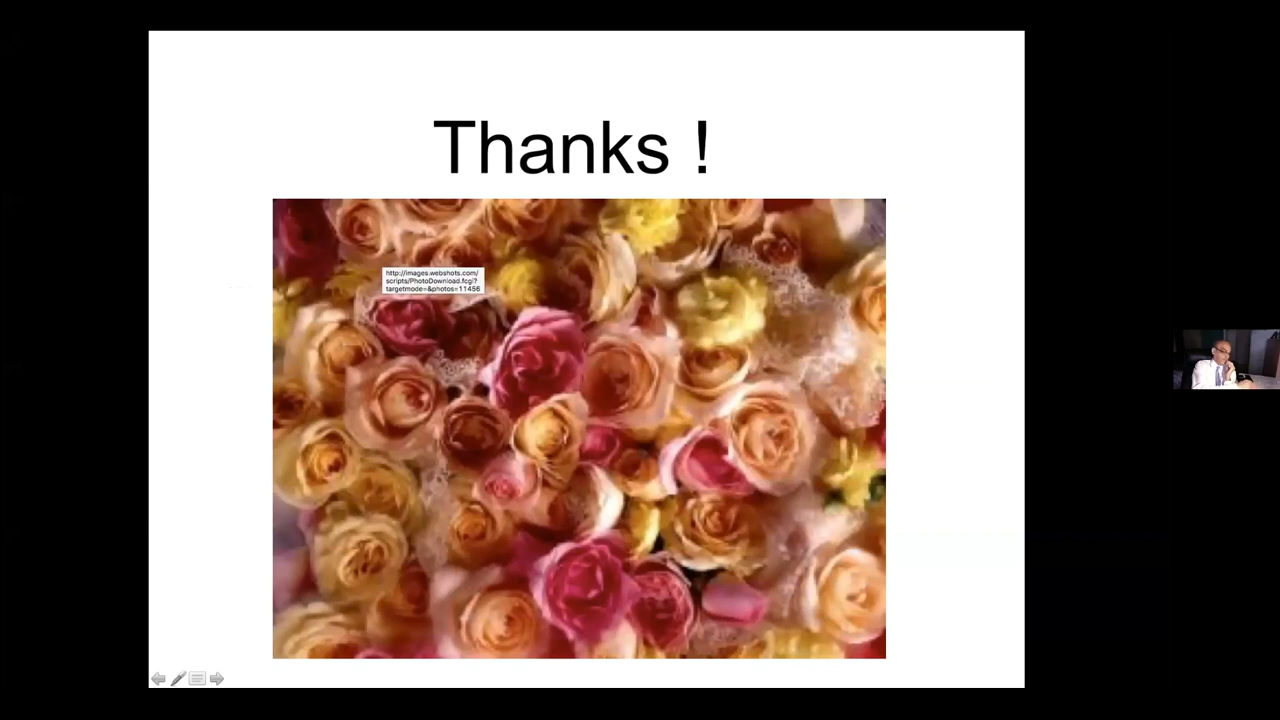 Thanks !
http://images.webshots.com/
scripts/PhotoDownload.fcgi?
targetmode=&photos=11456